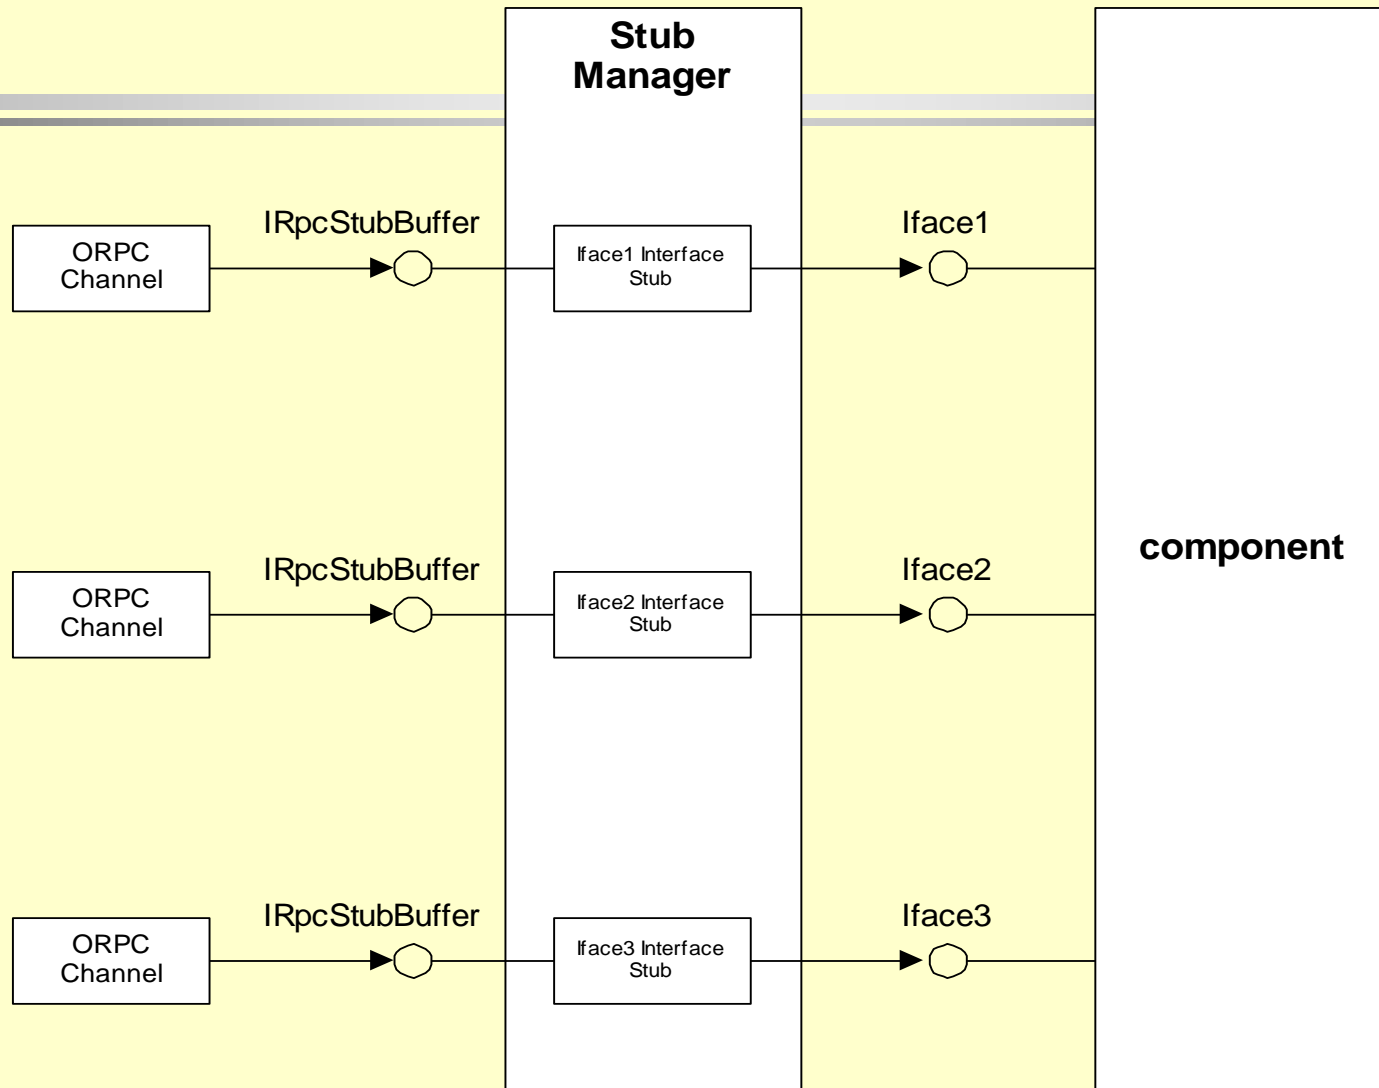 Stub
Manager
IRpcStubBuffer
Iface1
ORPC
Channel
Iface1 Interface
Stub
component
IRpcStubBuffer
Iface2
ORPC
Channel
Iface2 Interface
Stub
IRpcStubBuffer
Iface3
ORPC
Channel
Iface3 Interface
Stub